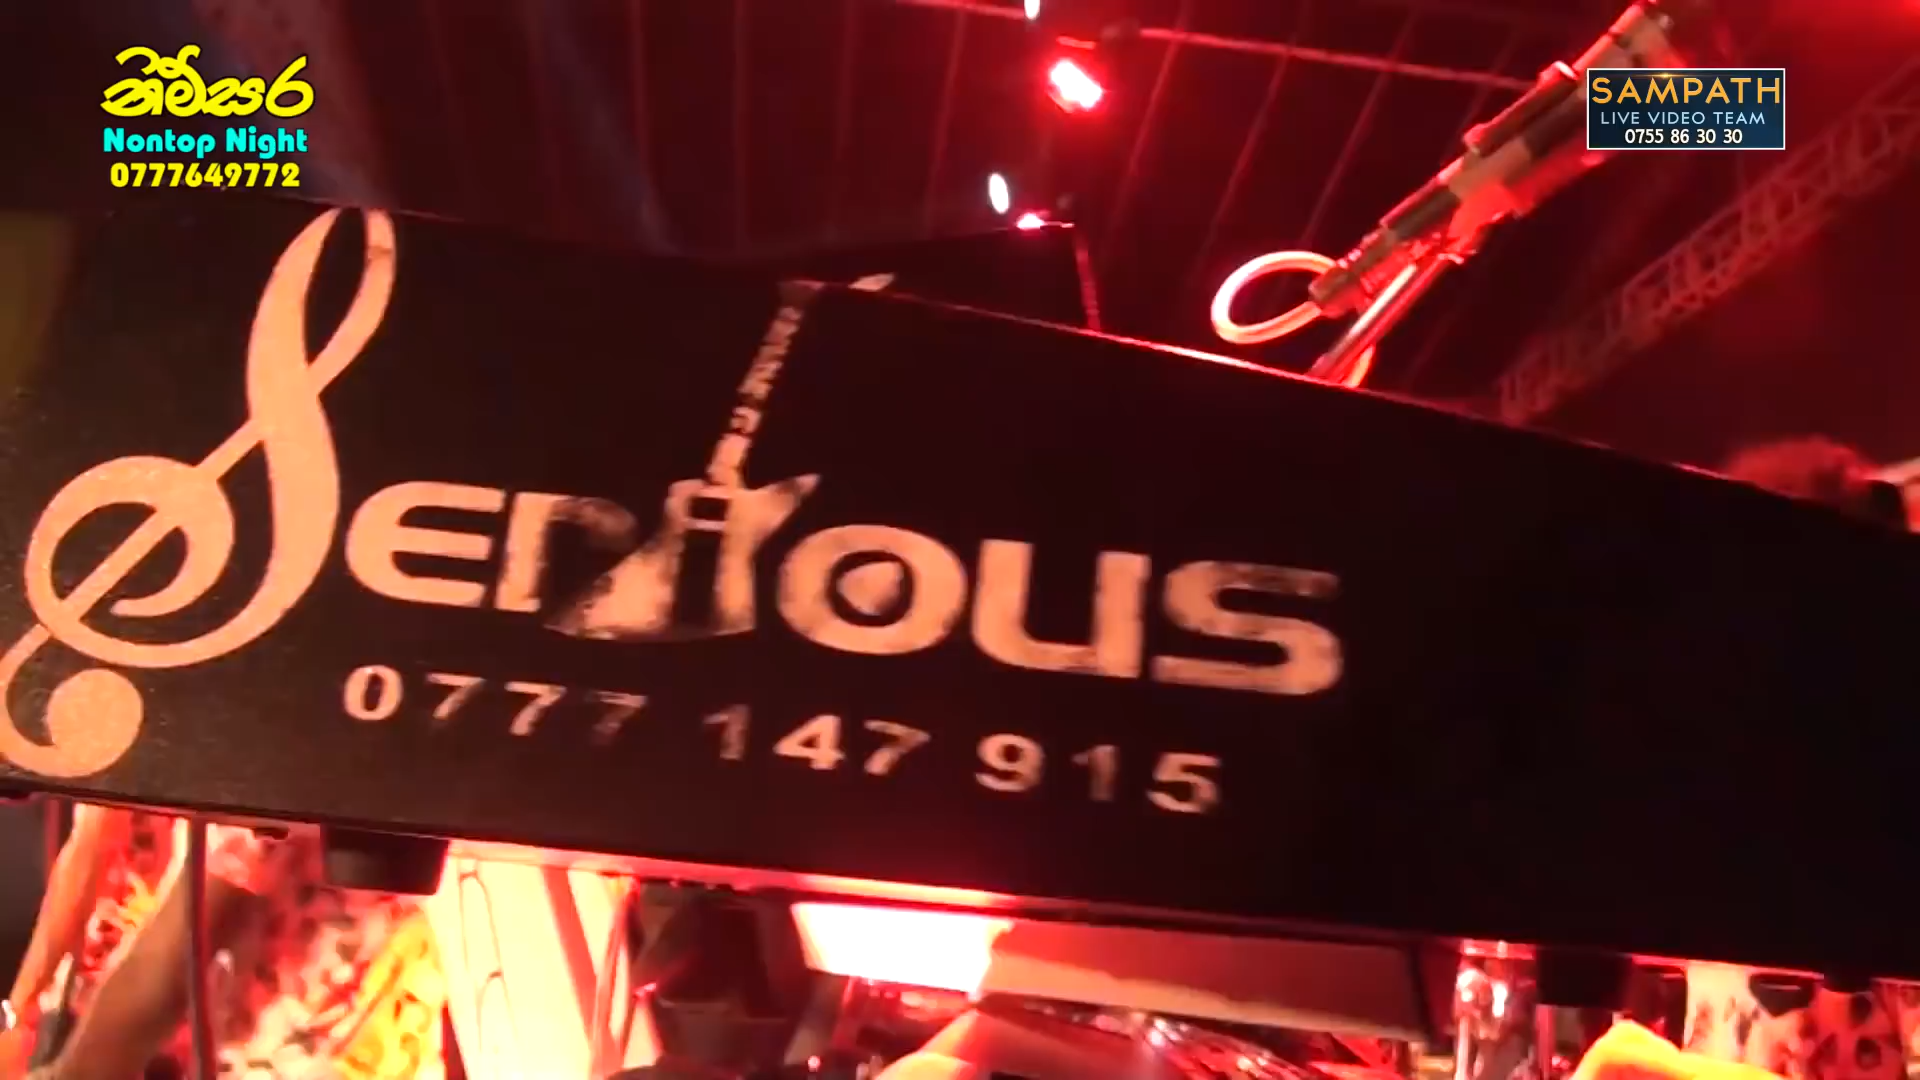 නිම්සර
Nontop Night
0777649772
SAMPATH
LIVE VIDEO TEAM
0755 86 30 30
SERIOUS
0777 147 915